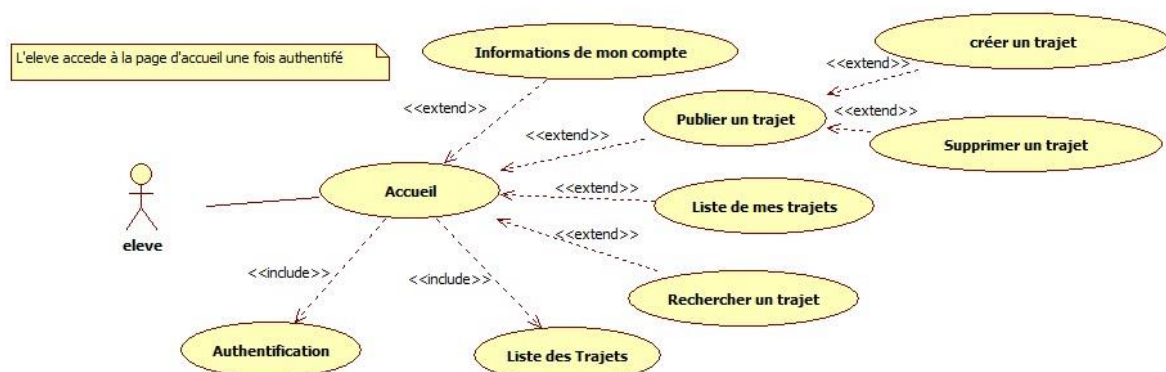 L'eleve accede à la page d'accueil une fois authentifé
Informations de mon compte
créer un trajet
<<extend>>
<<extend>>
Publier un trajet
<<extend>>
<<extend>>
Supprimer un trajet
Accueil
<<extend>>
Liste de mes trajets
<<extend>>
eleve
<<include>>
<<include>>
Rechercher un trajet
Authentification
Liste des Trajets